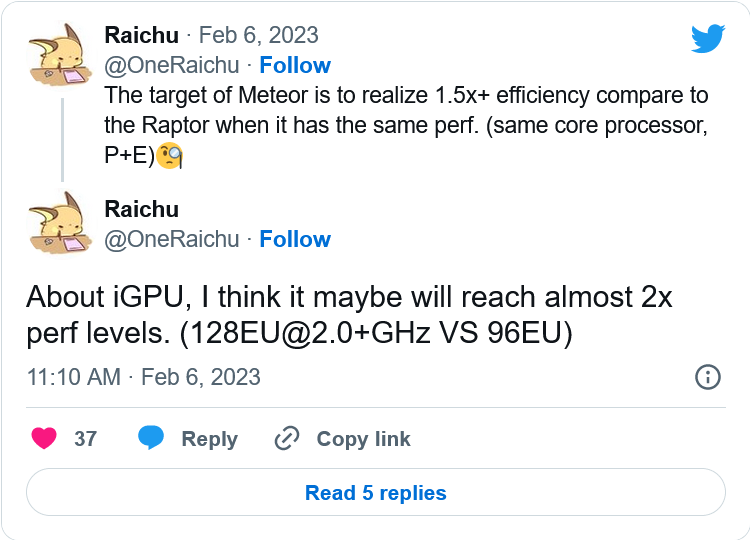 Raichu · Feb 6, 2023
@OneRaichu · Follow
The target of Meteor is to realize 1.5x+ efficiency compare to
the Raptor when it has the same perf. (same core processor,
P+E)🧐
Raichu
@OneRaichu · Follow
About iGPU, I think it maybe will reach almost 2x
perf levels. (128EU@2.0+GHz VS 96EU)
11:10 AM · Feb 6, 2023
37 Reply Copy link
Read 5 replies